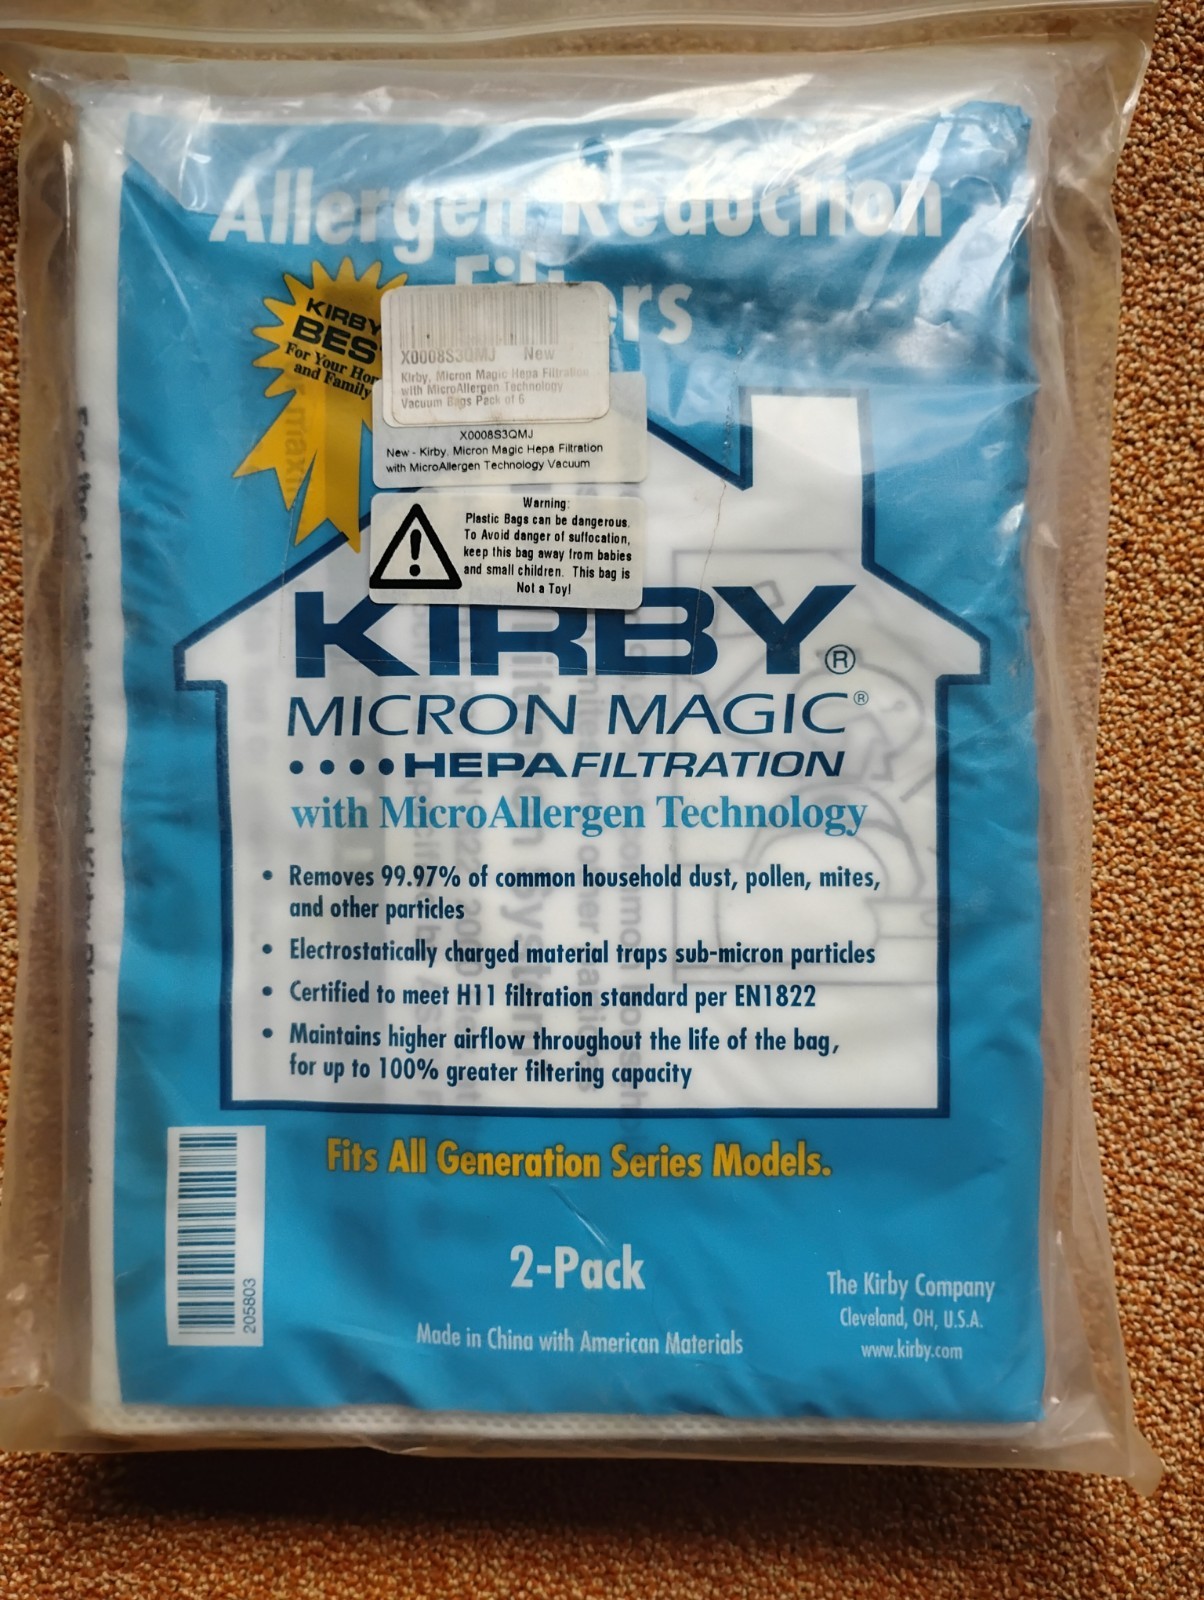 Allergen Reduction
Filters
KIRBY
BEST
For Your
and Family
X0008S3QMJ New
Kirby, Micron Magic Hepa Filtration
with MicroAllergen Technology
Vacuum Bags Pack of 6
X0008S3QMJ
New - Kirby, Micron Magic Hepa Filtration
with MicroAllergen Technology Vacuum
Warning:
Plastic Bags can be dangerous.
To Avoid danger of suffocation,
keep this bag away from babies
and small children. This bag is
Not a Toy!
KIRBY®
MICRON MAGIC®
••••HEPAFILTRATION
with MicroAllergen Technology
• Removes 99.97% of common household dust, pollen, mites,
and other particles
• Electrostatically charged material traps sub-micron particles
• Certified to meet H11 filtration standard per EN1822
• Maintains higher airflow throughout the life of the bag,
for up to 100% greater filtering capacity
Fits All Generation Series Models.
205803
2-Pack
Made in China with American Materials
The Kirby Company
Cleveland, OH, U.S.A.
www.kirby.com